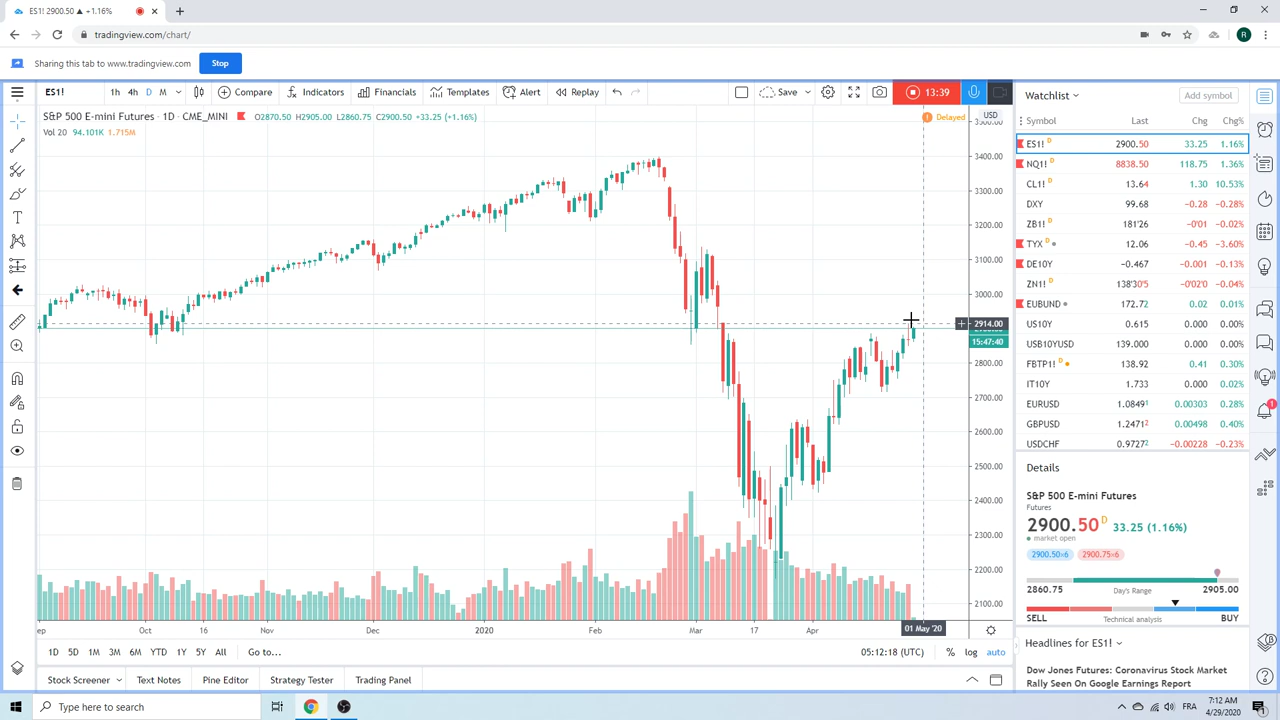 ES1! 2900.50 ▲ +1.16%
tradingview.com/chart/
R
Sharing this tab to www.tradingview.com
Stop
ES1! 1h 4h D M Compare Indicators Financials Templates Alert Replay Save 13:39
S&P 500 E-mini Futures · 1D · CME_MINI O2870.50 H2905.00 L2860.75 C2900.50 +33.25 (+1.16%)
Vol 20 94.101K 1.715M
Delayed
USD
3500.00
3400.00
3300.00
3200.00
3100.00
3000.00
2914.00
15:47:40
2800.00
2700.00
2600.00
2500.00
2400.00
2300.00
2200.00
2100.00
ep Oct 16 Nov Dec 2020 Feb Mar 17 Apr 01 May '20
1D 5D 1M 3M 6M YTD 1Y 5Y All Go to... 05:12:18 (UTC) % log auto
Stock Screener Text Notes Pine Editor Strategy Tester Trading Panel
Watchlist
Add symbol
Symbol Last Chg Chg%
ES1! D 2900.50 33.25 1.16%
NQ1! D 8838.50 118.75 1.36%
CL1! D 13.64 1.30 10.53%
DXY 99.68 −0.28 −0.28%
ZB1! D 181'26 −0'01 −0.02%
TYX D 12.06 −0.45 −3.60%
DE10Y −0.467 −0.001 −0.13%
ZN1! D 138'30'5 −0'02'0 −0.04%
EUBUND 172.72 0.02 0.01%
US10Y 0.615 0.000 0.00%
USB10YUSD 139.000 0.000 0.00%
FBTP1! D 138.92 0.41 0.30%
IT10Y 1.733 0.000 0.02%
EURUSD 1.0849¹ 0.00303 0.28%
GBPUSD 1.2471² 0.00498 0.40%
USDCHF 0.9727² −0.00228 −0.23%
Details
S&P 500 E-mini Futures
Futures
2900.50 D 33.25 (1.16%)
market open
2900.50×6 2900.75×6
2860.75 Day's Range 2905.00
SELL Technical analysis BUY
Headlines for ES1!
Dow Jones Futures: Coronavirus Stock Market
Rally Seen On Google Earnings Report
1
Type here to search
FRA
7:12 AM
4/29/2020
1